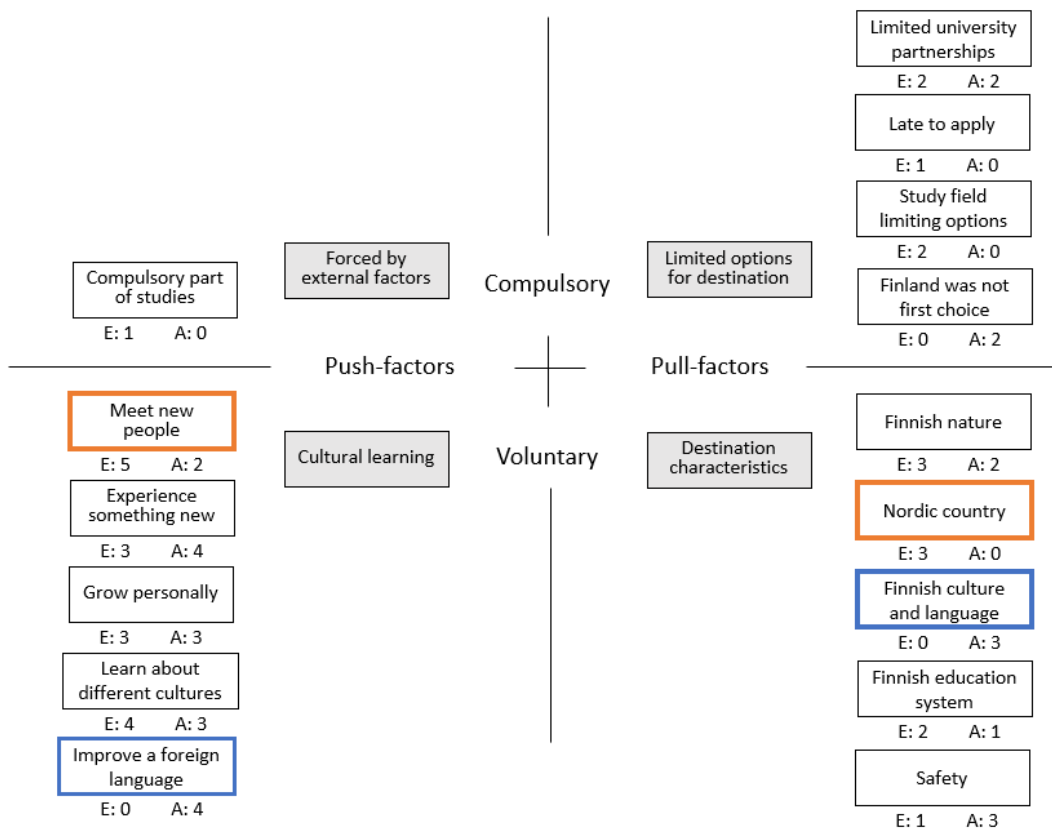 Limited university
partnerships
E: 2 A: 2
Late to apply
E: 1 A: 0
Study field
limiting options
E: 2 A: 0
Finland was not
first choice
E: 0 A: 2
Forced by
external factors
Compulsory
Limited options
for destination
Compulsory part
of studies
E: 1 A: 0
Push-factors
Pull-factors
Cultural learning
Voluntary
Destination
characteristics
Meet new
people
E: 5 A: 2
Experience
something new
E: 3 A: 4
Grow personally
E: 3 A: 3
Learn about
different cultures
E: 4 A: 3
Improve a foreign
language
E: 0 A: 4
Finnish nature
E: 3 A: 2
Nordic country
E: 3 A: 0
Finnish culture
and language
E: 0 A: 3
Finnish education
system
E: 2 A: 1
Safety
E: 1 A: 3